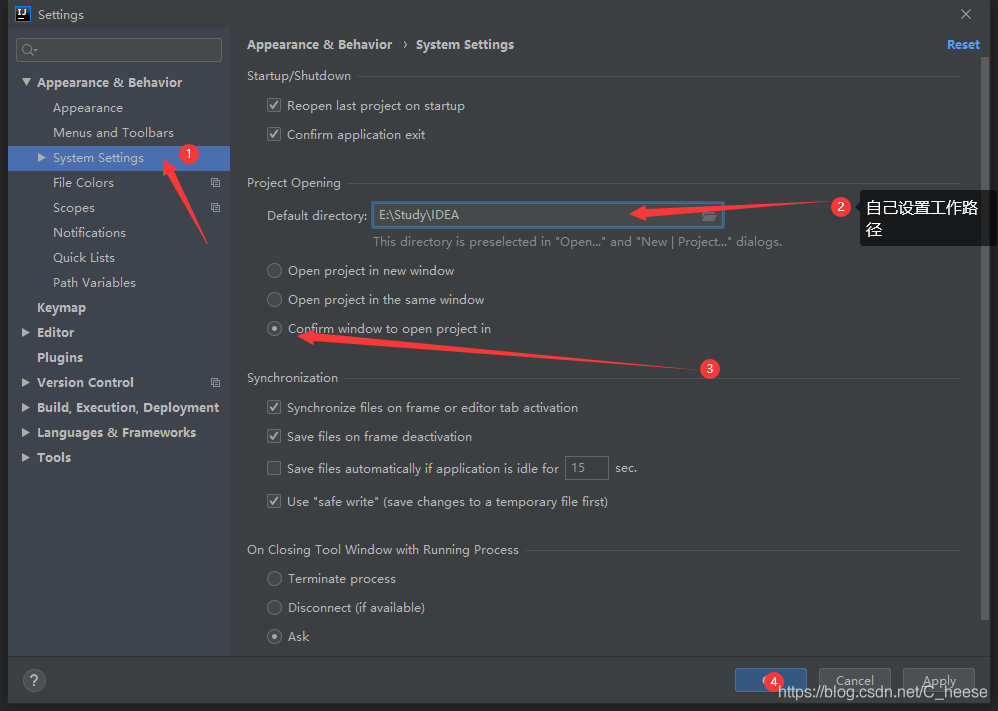 Settings
Appearance & Behavior › System Settings
Reset
Appearance & Behavior
Appearance
Menus and Toolbars
System Settings
1
File Colors
Scopes
Notifications
Quick Lists
Path Variables
Keymap
Editor
Plugins
Version Control
Build, Execution, Deployment
Languages & Frameworks
Tools
Startup/Shutdown
Reopen last project on startup
Confirm application exit
Project Opening
Default directory: E:\Study\IDEA
2
自己设置工作路
径
This directory is preselected in "Open..." and "New | Project..." dialogs.
Open project in new window
Open project in the same window
Confirm window to open project in
3
Synchronization
Synchronize files on frame or editor tab activation
Save files on frame deactivation
Save files automatically if application is idle for 15 sec.
Use "safe write" (save changes to a temporary file first)
On Closing Tool Window with Running Process
Terminate process
Disconnect (if available)
Ask
?
4
Cancel
Apply
https://blog.csdn.net/C_heese